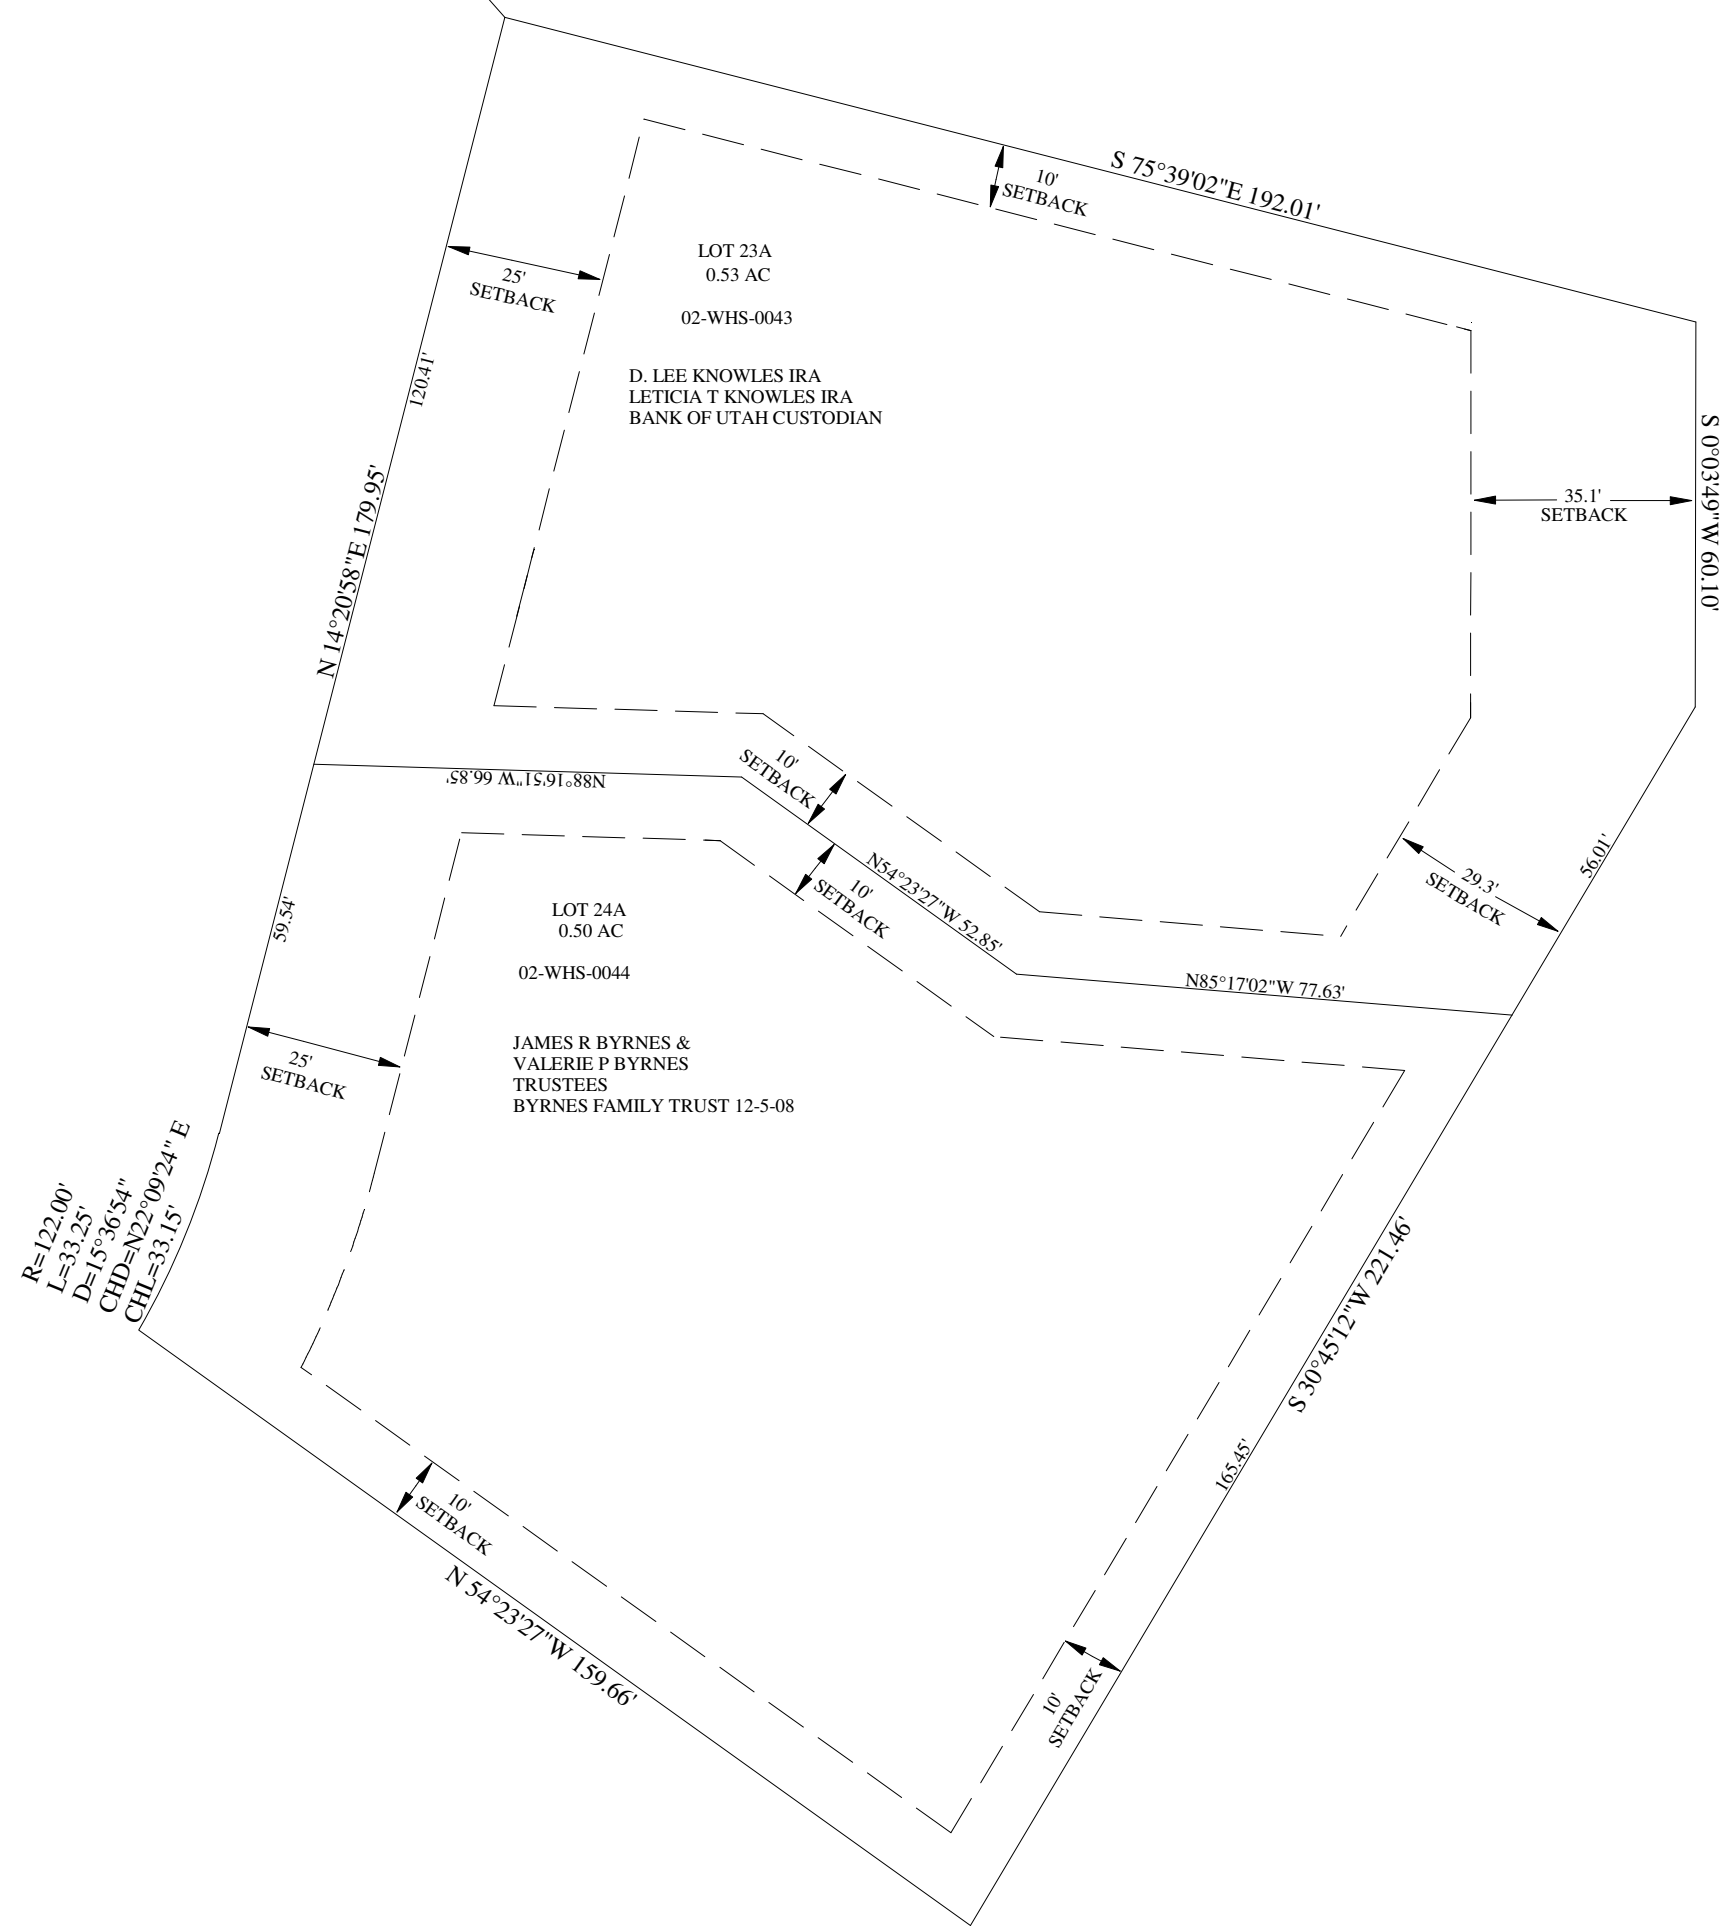 S 75°39'02"E 192.01'
10'
SETBACK
LOT 23A
0.53 AC
02-WHS-0043
D. LEE KNOWLES IRA
LETICIA T KNOWLES IRA
BANK OF UTAH CUSTODIAN
25'
SETBACK
120.41'
N 14°20'58"E 179.95'
35.1'
SETBACK
S 0°03'49"W 60.10'
10'
SETBACK
N88°16'51"W 66.85'
N54°23'27"W 52.85'
10'
SETBACK
29.3'
SETBACK
56.01'
N85°17'02"W 77.63'
59.54'
LOT 24A
0.50 AC
02-WHS-0044
JAMES R BYRNES &
VALERIE P BYRNES
TRUSTEES
BYRNES FAMILY TRUST 12-5-08
25'
SETBACK
R=122.00'
L=33.25'
D=15°36'54"
CHD=N22°09'24" E
CHL=33.15'
S 30°45'12"W 221.46'
165.45'
10'
SETBACK
N 54°23'27"W 159.66'
10'
SETBACK